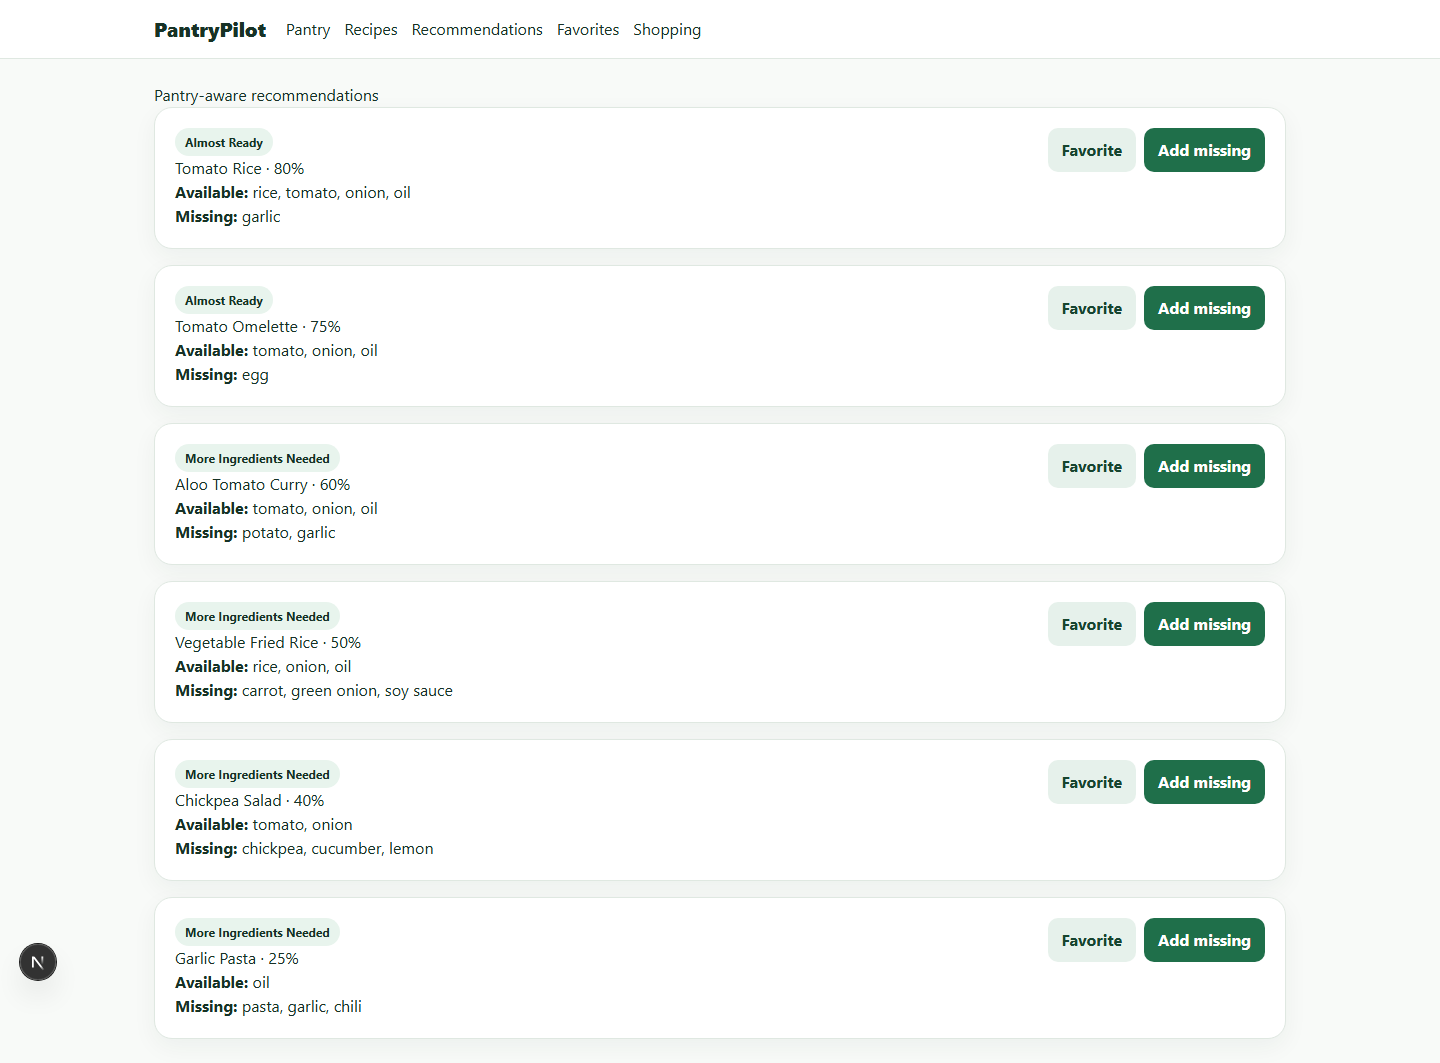 PantryPilot Pantry Recipes Recommendations Favorites Shopping
Pantry-aware recommendations
Almost Ready
Tomato Rice · 80%
Available: rice, tomato, onion, oil
Missing: garlic
Favorite Add missing
Almost Ready
Tomato Omelette · 75%
Available: tomato, onion, oil
Missing: egg
Favorite Add missing
More Ingredients Needed
Aloo Tomato Curry · 60%
Available: tomato, onion, oil
Missing: potato, garlic
Favorite Add missing
More Ingredients Needed
Vegetable Fried Rice · 50%
Available: rice, onion, oil
Missing: carrot, green onion, soy sauce
Favorite Add missing
More Ingredients Needed
Chickpea Salad · 40%
Available: tomato, onion
Missing: chickpea, cucumber, lemon
Favorite Add missing
More Ingredients Needed
Garlic Pasta · 25%
Available: oil
Missing: pasta, garlic, chili
Favorite Add missing
N